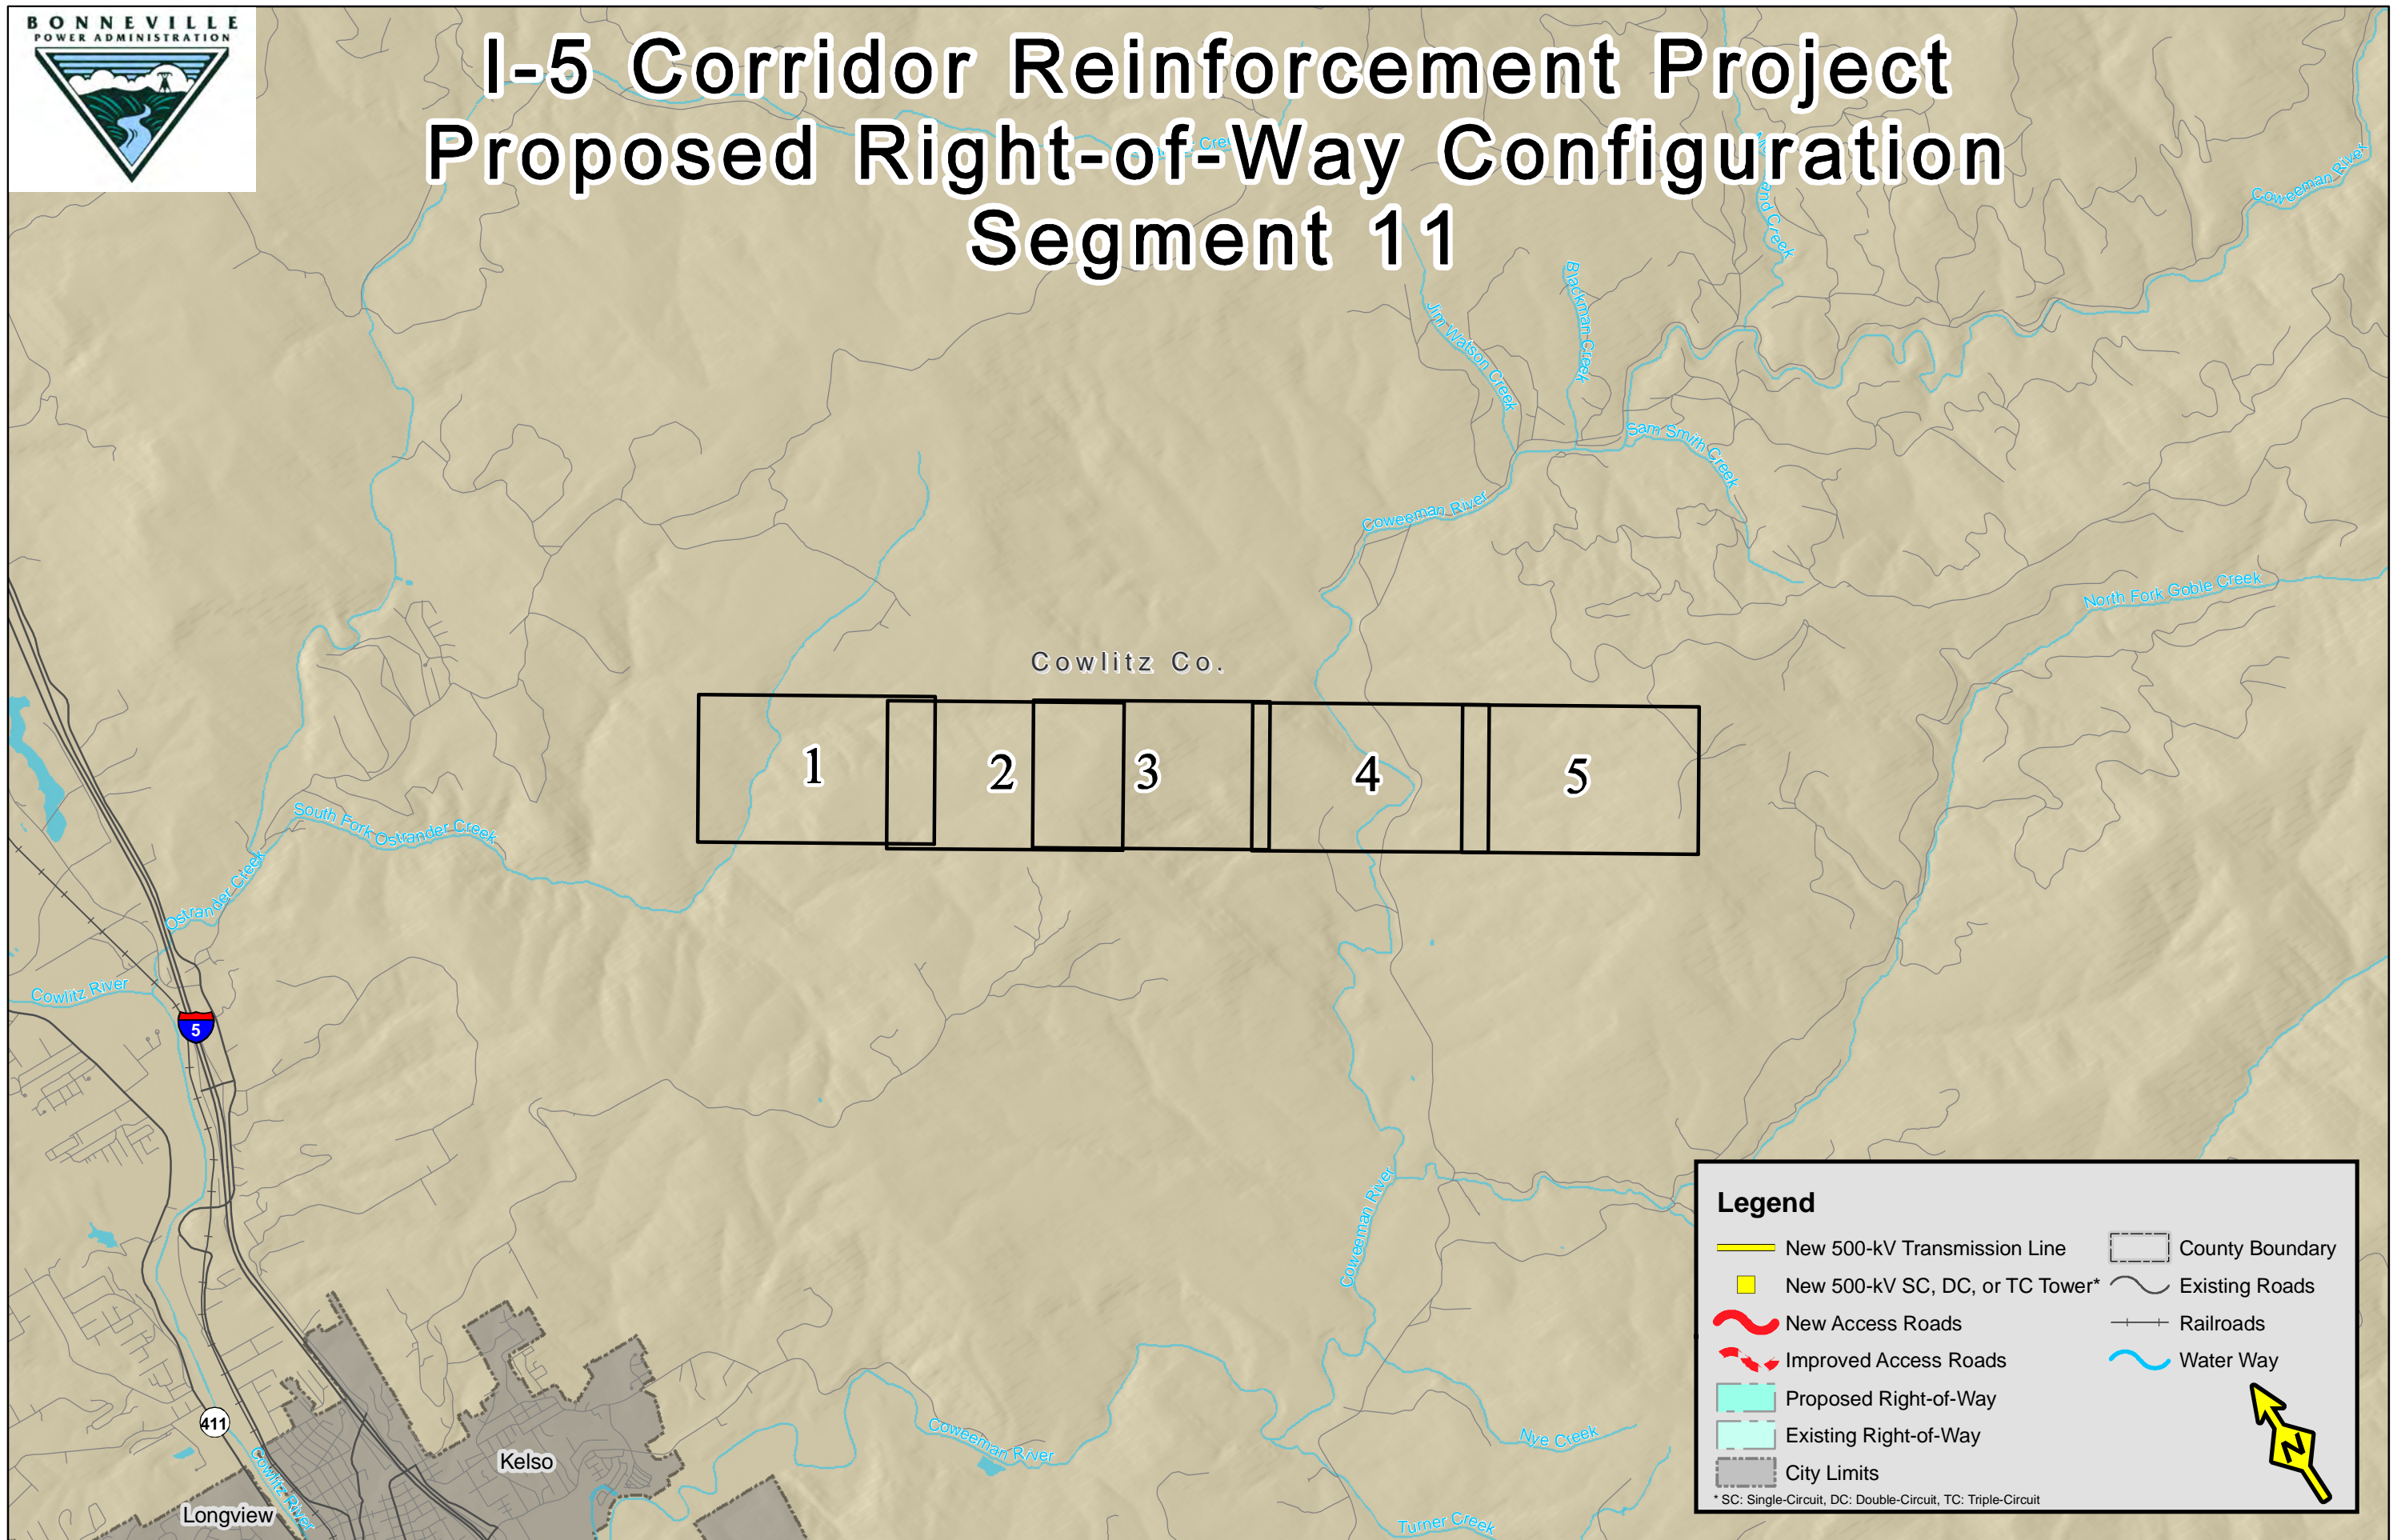 BONNEVILLE
POWER ADMINISTRATION
I-5 Corridor Reinforcement Project
Proposed Right-of-Way Configuration
Segment 11
Coweeman River
Jim Watson Creek
Blackman Creek
Sam Smith Creek
Coweeman River
North Fork Goble Creek
Cowlitz Co.
1
2
3
4
5
South Fork Ostrander Creek
Ostrander Creek
Cowlitz River
5
Coweeman River
411
Kelso
Longview
Cowlitz River
Coweeman River
Nye Creek
Turner Creek
Legend
New 500-kV Transmission Line
New 500-kV SC, DC, or TC Tower*
New Access Roads
Improved Access Roads
Proposed Right-of-Way
Existing Right-of-Way
City Limits
County Boundary
Existing Roads
Railroads
Water Way
N
* SC: Single-Circuit, DC: Double-Circuit, TC: Triple-Circuit